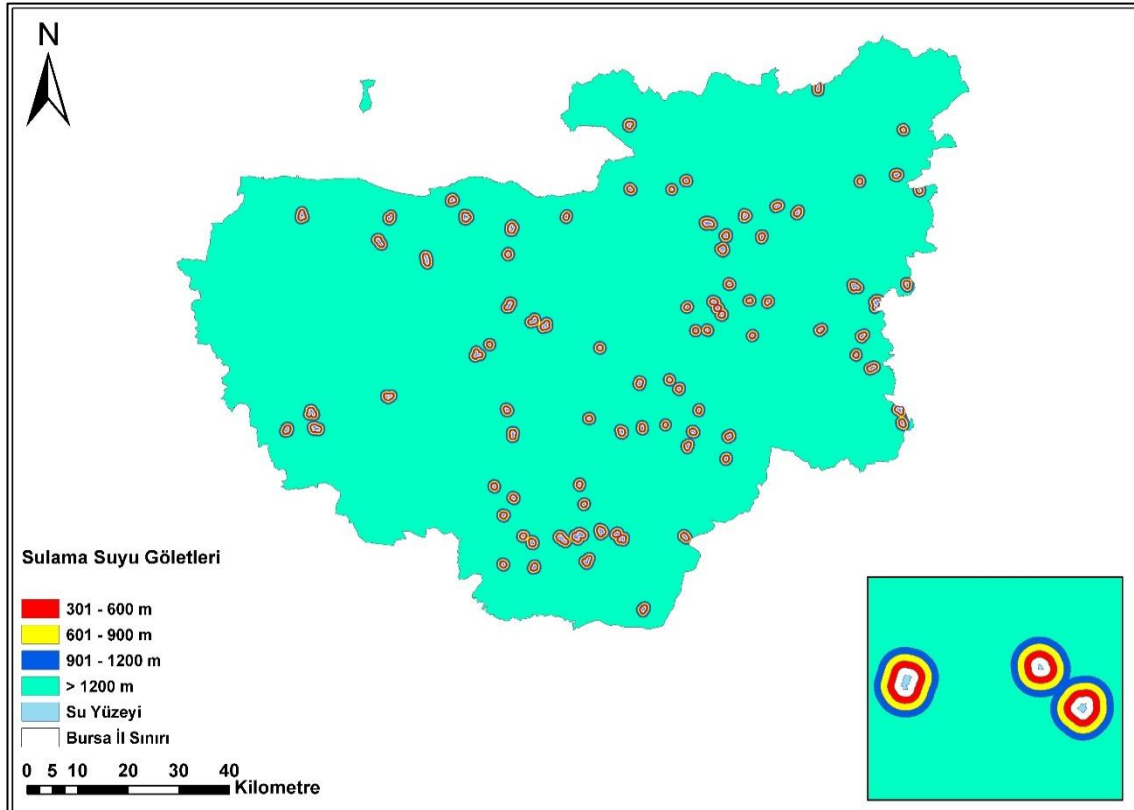 N
Sulama Suyu Göletleri
301 - 600 m
601 - 900 m
901 - 1200 m
> 1200 m
Su Yüzeyi
Bursa İl Sınırı
0 5 10 20 30 40
Kilometre